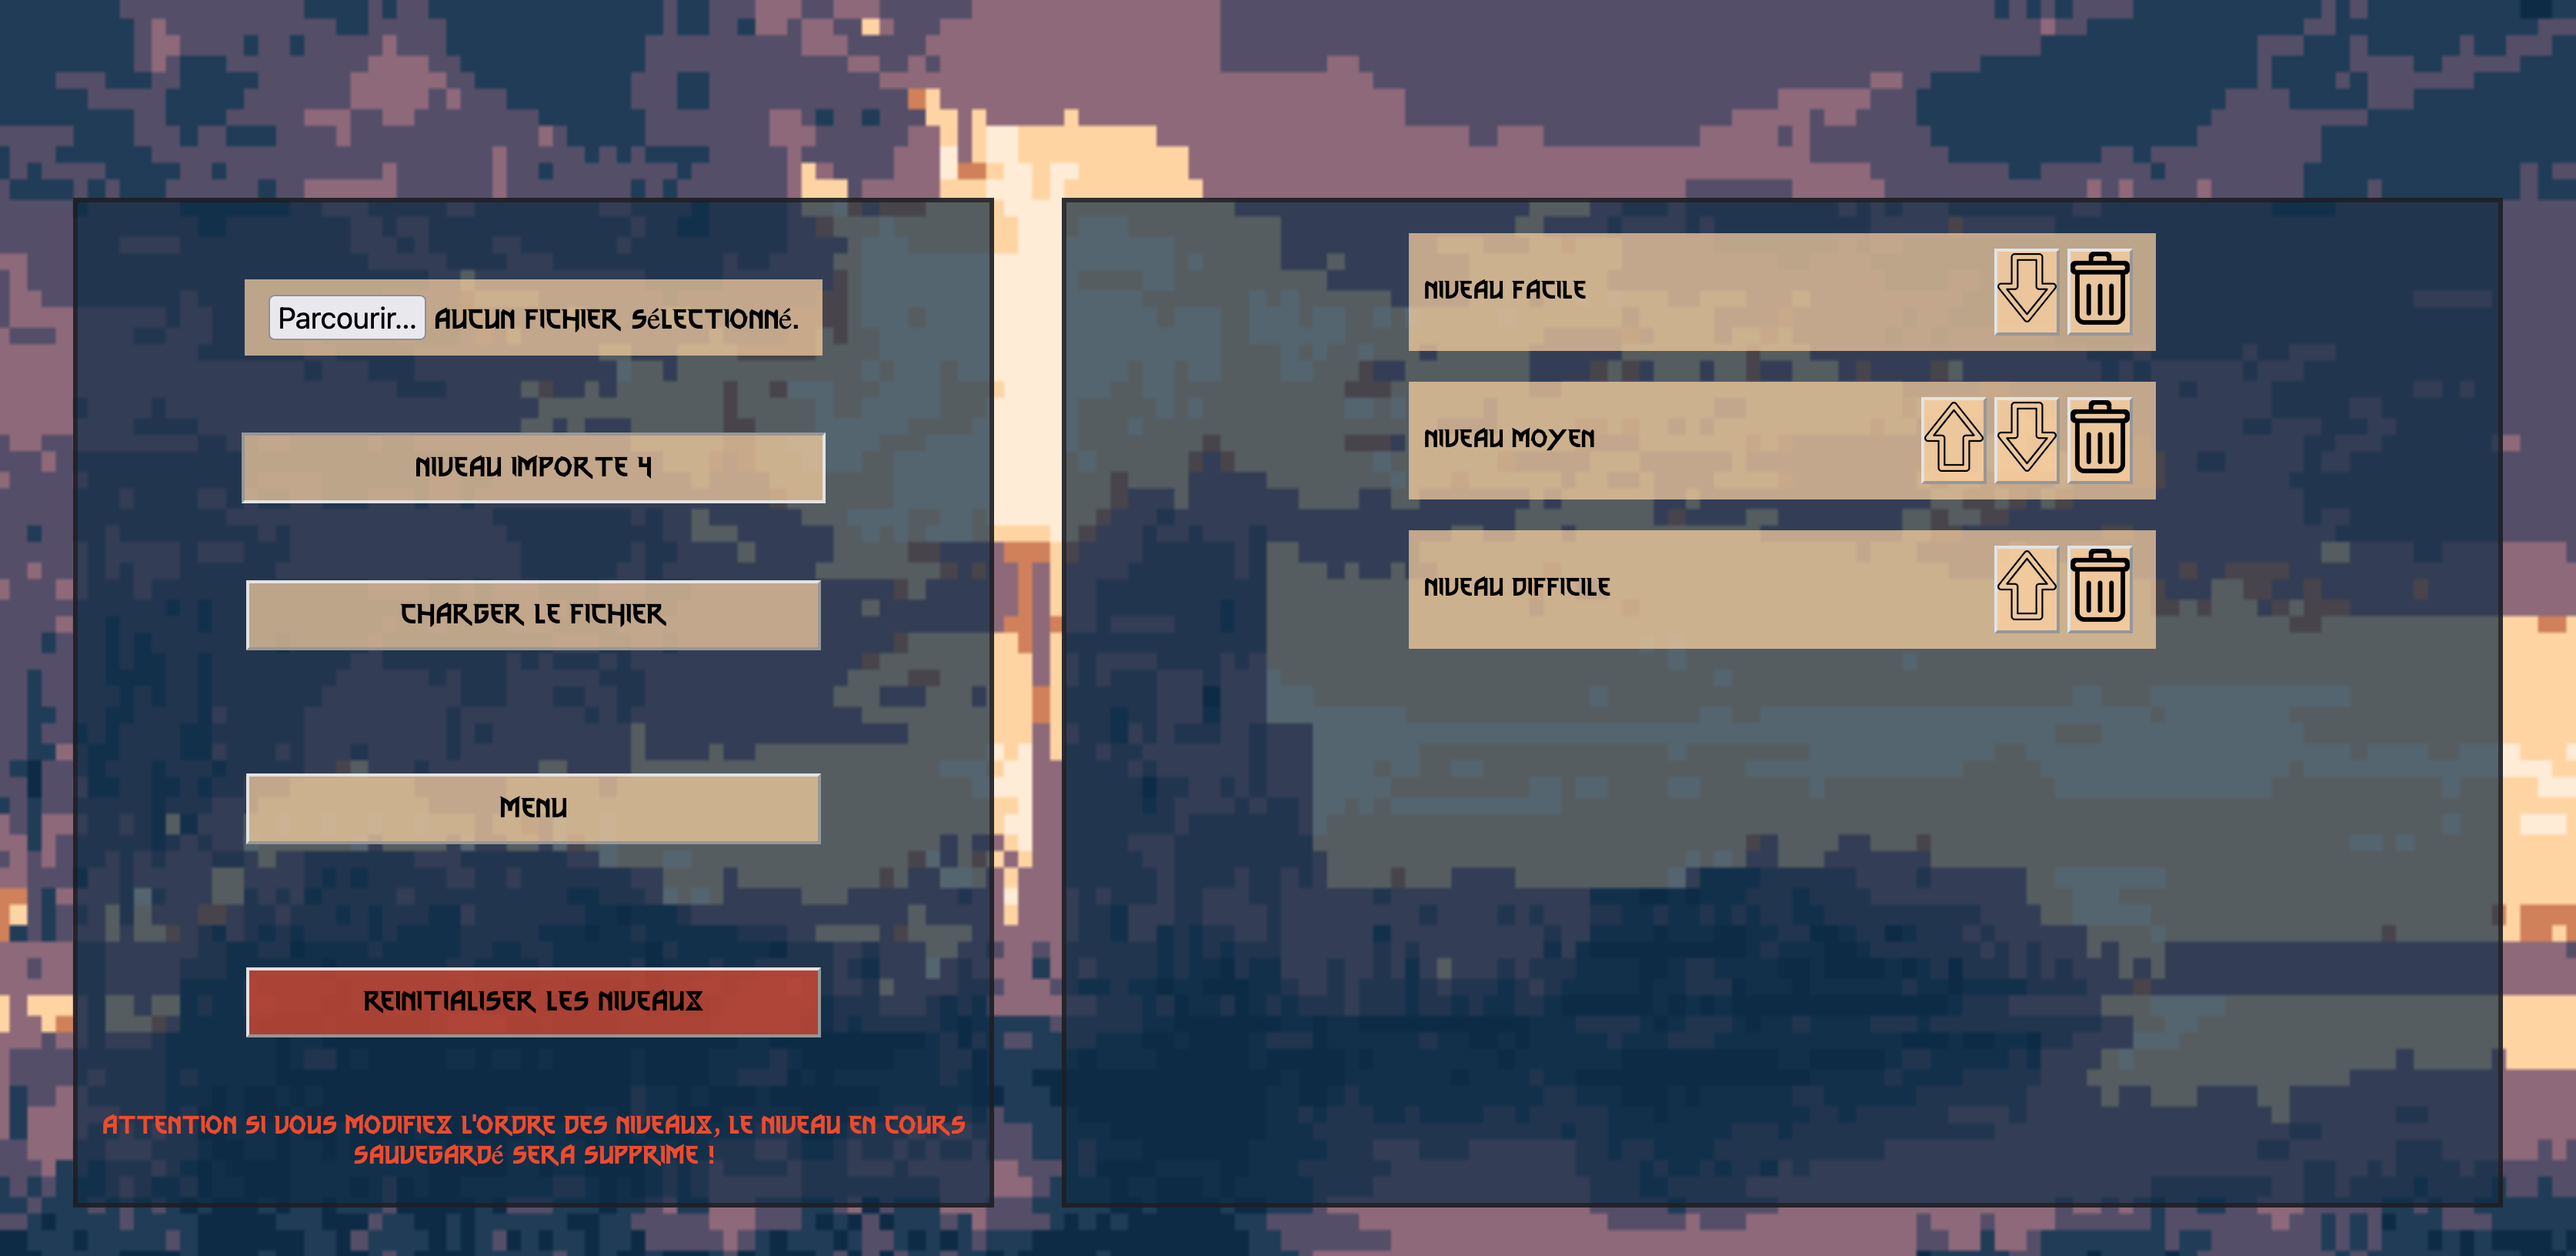 Parcourir... AUCUN FICHIER SéLECTIONNé.
NIVEAU IMPORTE 4
CHARGER LE FICHIER
MENU
REINITIALISER LES NIVEAUX
ATTENTION SI VOUS MODIFIEZ L'ORDRE DES NIVEAUX, LE NIVEAU EN COURS
SAUVEGARDé SERA SUPPRIME !
NIVEAU FACILE
NIVEAU MOYEN
NIVEAU DIFFICILE